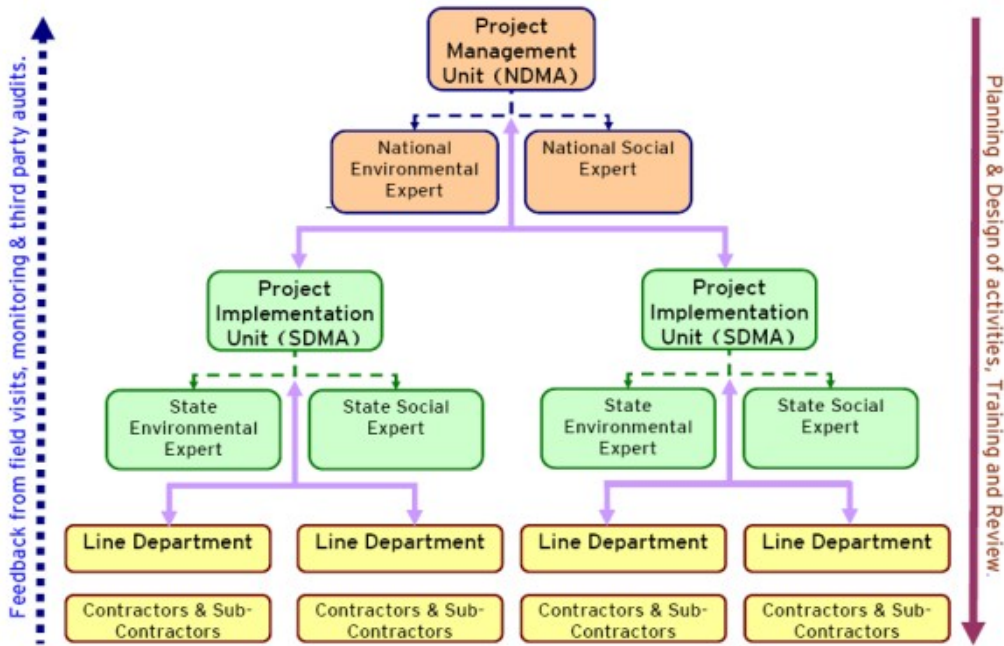 Feedback from field visits, monitoring & third party audits.
Project
Management
Unit (NDMA)
National
Environmental
Expert
National Social
Expert
Project
Implementation
Unit (SDMA)
Project
Implementation
Unit (SDMA)
State
Environmental
Expert
State Social
Expert
State
Environmental
Expert
State Social
Expert
Line Department
Line Department
Line Department
Line Department
Contractors & Sub-
Contractors
Contractors & Sub-
Contractors
Contractors & Sub-
Contractors
Contractors & Sub-
Contractors
Planning & Design of activities, Training and Review.